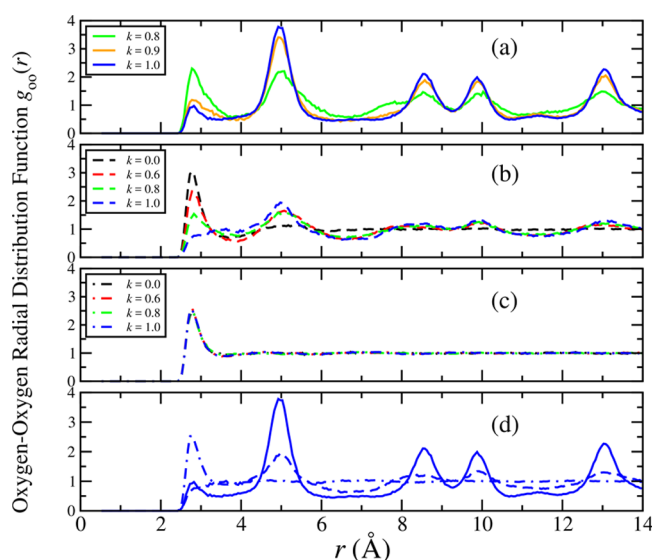 Oxygen-Oxygen Radial Distribution Function g_oo(r)
4
3
2
1
0
k = 0.8
k = 0.9
k = 1.0
(a)
4
3
2
1
0
k = 0.0
k = 0.6
k = 0.8
k = 1.0
(b)
4
3
2
1
0
k = 0.0
k = 0.6
k = 0.8
k = 1.0
(c)
4
3
2
1
0
(d)
0 2 4 6 8 10 12 14
r (Å)